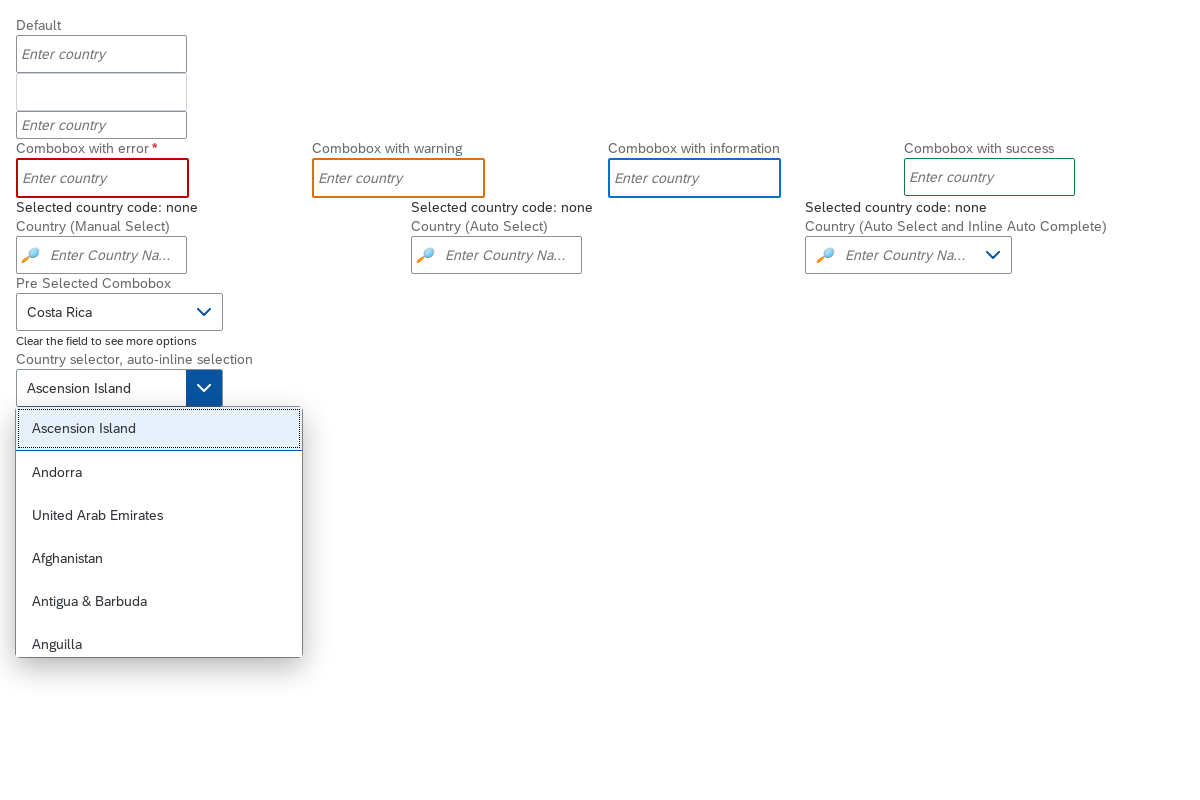 Default
Enter country
Enter country
Combobox with error *
Combobox with warning
Combobox with information
Combobox with success
Enter country
Enter country
Enter country
Enter country
Selected country code: none
Selected country code: none
Selected country code: none
Country (Manual Select)
Country (Auto Select)
Country (Auto Select and Inline Auto Complete)
Enter Country Na...
Enter Country Na...
Enter Country Na...
Pre Selected Combobox
Costa Rica
Clear the field to see more options
Country selector, auto-inline selection
Ascension Island
Ascension Island
Andorra
United Arab Emirates
Afghanistan
Antigua & Barbuda
Anguilla